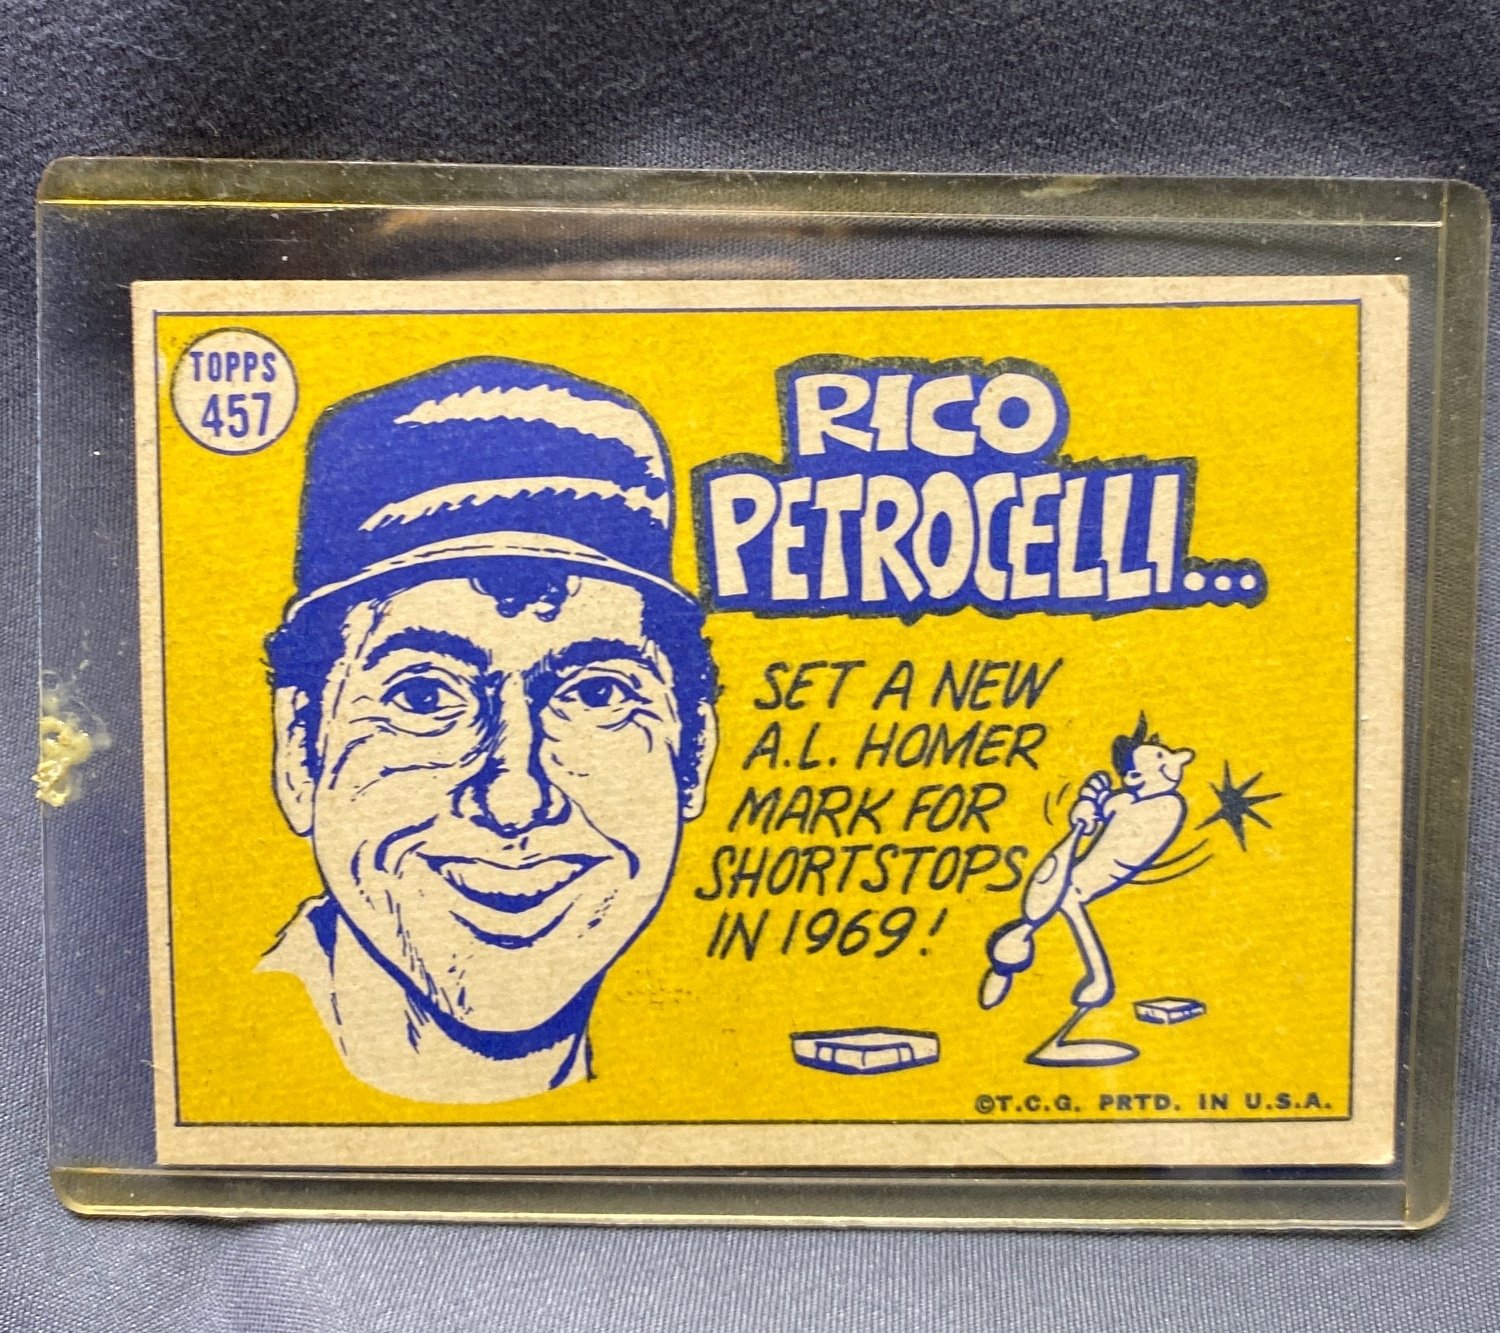 TOPPS
457
RICO
PETROCELLI...
SET A NEW
A.L. HOMER
MARK FOR
SHORTSTOPS
IN 1969!
©T.C.G. PRTD. IN U.S.A.